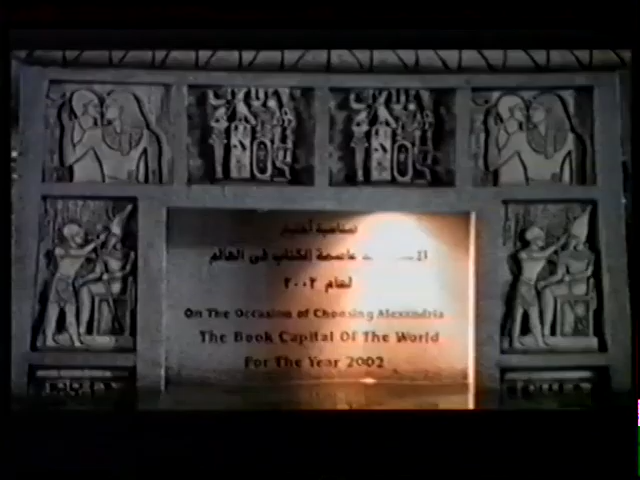 بمناسبة اختيار
عاصمة الكتاب في العالم
لعام ٢٠٠٢
On The Occasion of Choosing Alexandria
The Book Capital Of The World
For The Year 2002